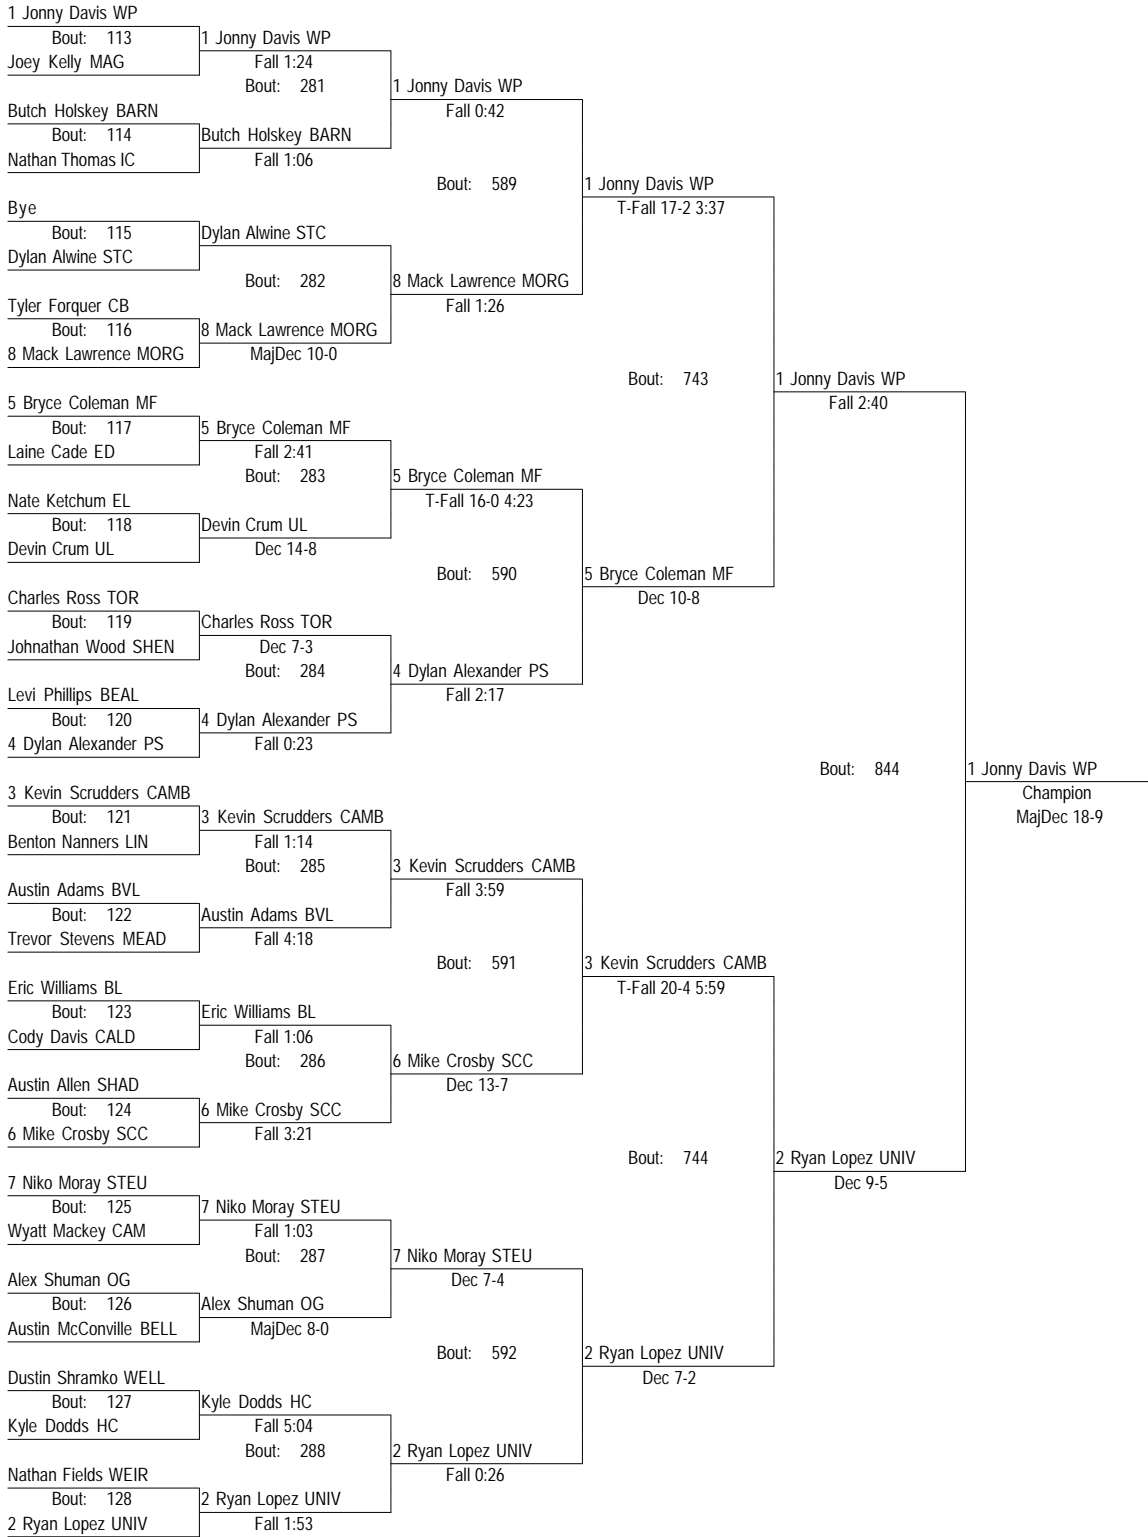 1 Jonny Davis WP
Bout: 113
1 Jonny Davis WP
Joey Kelly MAG
Fall 1:24
Bout: 281
1 Jonny Davis WP
Butch Holskey BARN
Fall 0:42
Bout: 114
Butch Holskey BARN
Nathan Thomas IC
Fall 1:06
Bout: 589
1 Jonny Davis WP
Bye
T-Fall 17-2 3:37
Bout: 115
Dylan Alwine STC
Dylan Alwine STC
Bout: 282
8 Mack Lawrence MORG
Tyler Forquer CB
Fall 1:26
Bout: 116
8 Mack Lawrence MORG
8 Mack Lawrence MORG
MajDec 10-0
Bout: 743
1 Jonny Davis WP
5 Bryce Coleman MF
Fall 2:40
Bout: 117
5 Bryce Coleman MF
Laine Cade ED
Fall 2:41
Bout: 283
5 Bryce Coleman MF
Nate Ketchum EL
T-Fall 16-0 4:23
Bout: 118
Devin Crum UL
Devin Crum UL
Dec 14-8
Bout: 590
5 Bryce Coleman MF
Charles Ross TOR
Dec 10-8
Bout: 119
Charles Ross TOR
Johnathan Wood SHEN
Dec 7-3
Bout: 284
4 Dylan Alexander PS
Levi Phillips BEAL
Fall 2:17
Bout: 120
4 Dylan Alexander PS
4 Dylan Alexander PS
Fall 0:23
Bout: 844
1 Jonny Davis WP
3 Kevin Scrudders CAMB
Champion
Bout: 121
3 Kevin Scrudders CAMB
MajDec 18-9
Benton Nanners LIN
Fall 1:14
Bout: 285
3 Kevin Scrudders CAMB
Austin Adams BVL
Fall 3:59
Bout: 122
Austin Adams BVL
Trevor Stevens MEAD
Fall 4:18
Bout: 591
3 Kevin Scrudders CAMB
Eric Williams BL
T-Fall 20-4 5:59
Bout: 123
Eric Williams BL
Cody Davis CALD
Fall 1:06
Bout: 286
6 Mike Crosby SCC
Austin Allen SHAD
Dec 13-7
Bout: 124
6 Mike Crosby SCC
6 Mike Crosby SCC
Fall 3:21
Bout: 744
2 Ryan Lopez UNIV
7 Niko Moray STEU
Dec 9-5
Bout: 125
7 Niko Moray STEU
Wyatt Mackey CAM
Fall 1:03
Bout: 287
7 Niko Moray STEU
Alex Shuman OG
Dec 7-4
Bout: 126
Alex Shuman OG
Austin McConville BELL
MajDec 8-0
Bout: 592
2 Ryan Lopez UNIV
Dustin Shramko WELL
Dec 7-2
Bout: 127
Kyle Dodds HC
Kyle Dodds HC
Fall 5:04
Bout: 288
2 Ryan Lopez UNIV
Nathan Fields WEIR
Fall 0:26
Bout: 128
2 Ryan Lopez UNIV
2 Ryan Lopez UNIV
Fall 1:53